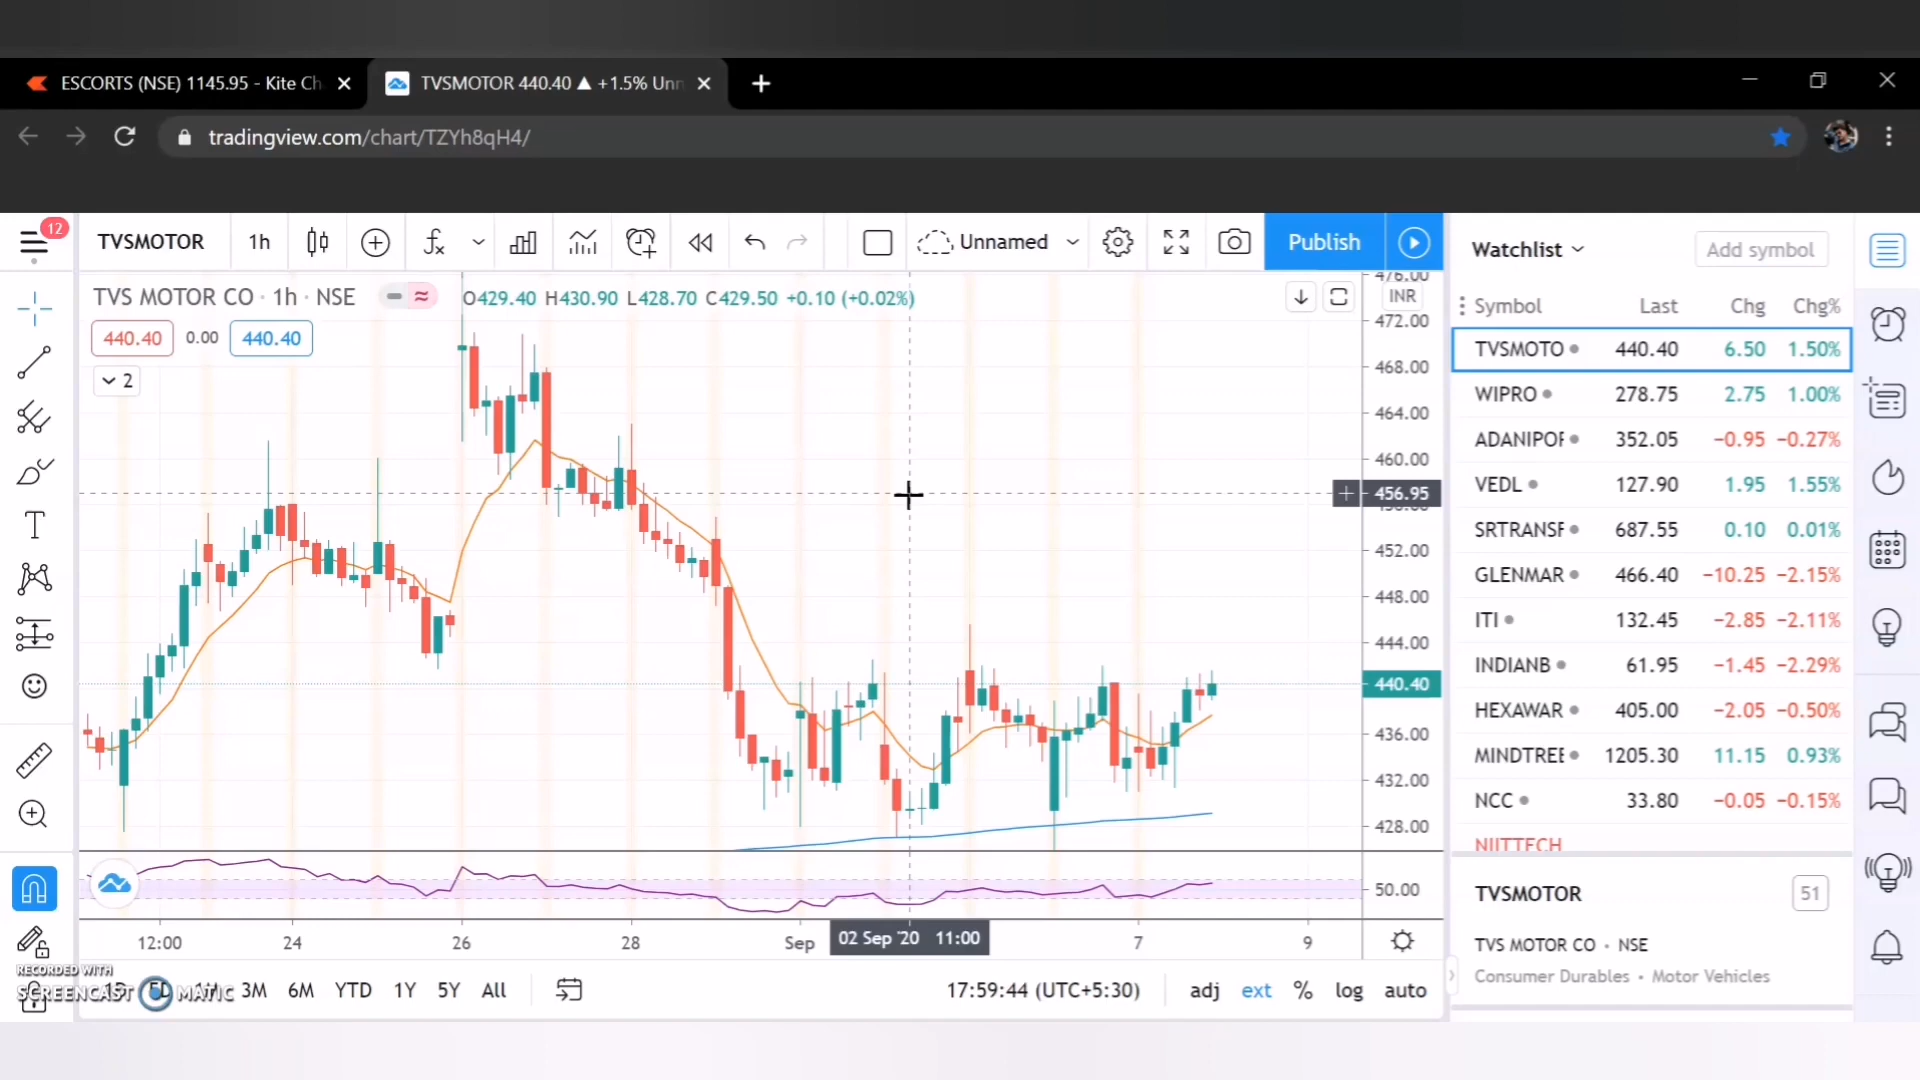 ESCORTS (NSE) 1145.95 - Kite Ch
TVSMOTOR 440.40 ▲ +1.5% Unn
tradingview.com/chart/TZYh8qH4/
12
TVSMOTOR
1h
Unnamed
Publish
TVS MOTOR CO · 1h · NSE
O429.40 H430.90 L428.70 C429.50 +0.10 (+0.02%)
440.40
0.00
440.40
2
INR
476.00
472.00
468.00
464.00
460.00
456.95
452.00
448.00
444.00
440.40
436.00
432.00
428.00
50.00
12:00
24
26
28
Sep
02 Sep '20 11:00
7
9
3M
6M
YTD
1Y
5Y
All
17:59:44 (UTC+5:30)
adj
ext
%
log
auto
RECORDED WITH
SCREENCAST MATIC
Watchlist
Add symbol
Symbol Last Chg Chg%
TVSMOTO 440.40 6.50 1.50%
WIPRO 278.75 2.75 1.00%
ADANIPOF 352.05 −0.95 −0.27%
VEDL 127.90 1.95 1.55%
SRTRANSF 687.55 0.10 0.01%
GLENMAR 466.40 −10.25 −2.15%
ITI 132.45 −2.85 −2.11%
INDIANB 61.95 −1.45 −2.29%
HEXAWAR 405.00 −2.05 −0.50%
MINDTREE 1205.30 11.15 0.93%
NCC 33.80 −0.05 −0.15%
NIITTECH
TVSMOTOR
51
TVS MOTOR CO · NSE
Consumer Durables · Motor Vehicles